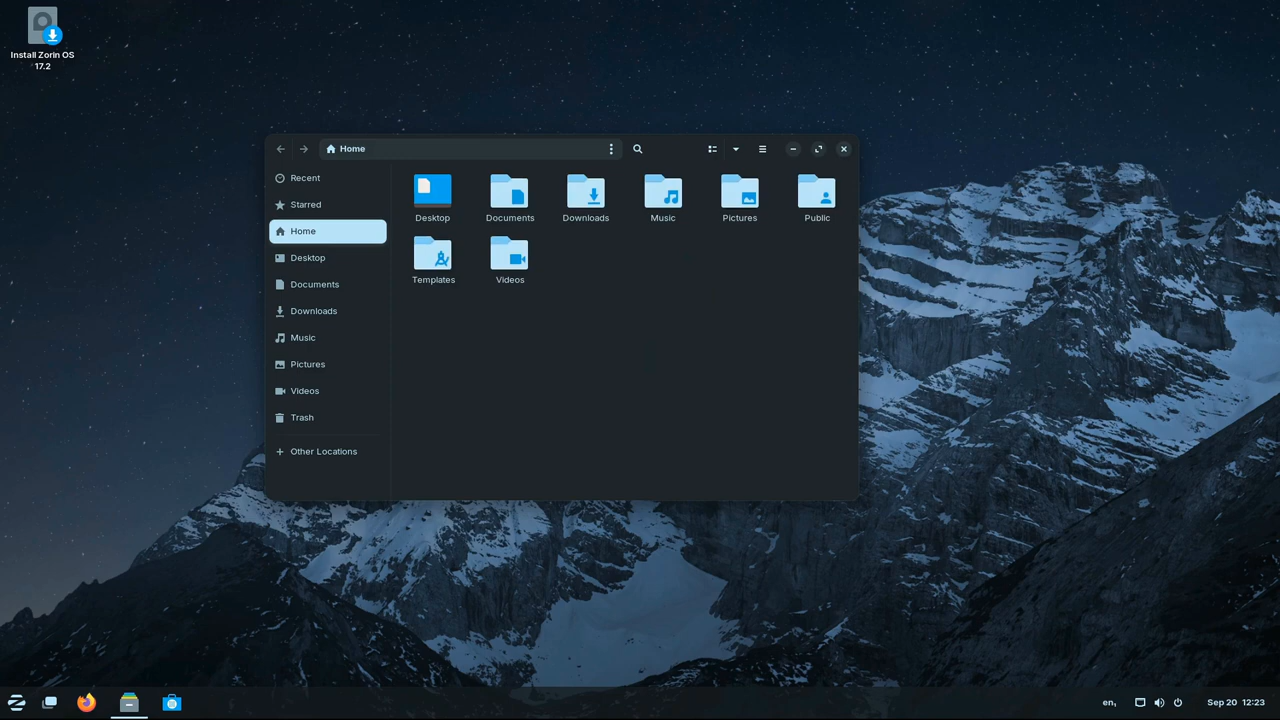 Install Zorin OS
17.2
Home
Recent
Starred
Home
Desktop
Documents
Downloads
Music
Pictures
Videos
Trash
Other Locations
Desktop
Documents
Downloads
Music
Pictures
Public
Templates
Videos
en₁
Sep 20 12:23